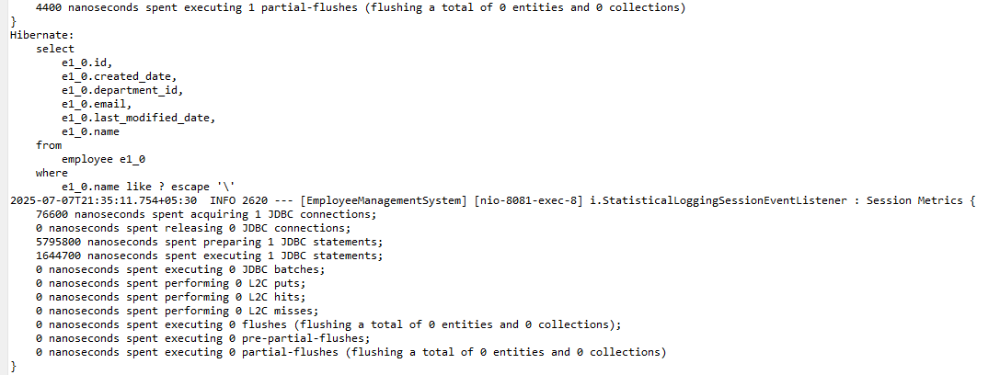 4400 nanoseconds spent executing 1 partial-flushes (flushing a total of 0 entities and 0 collections)
}
Hibernate:
    select
        e1_0.id,
        e1_0.created_date,
        e1_0.department_id,
        e1_0.email,
        e1_0.last_modified_date,
        e1_0.name
    from
        employee e1_0
    where
        e1_0.name like ? escape '\'
2025-07-07T21:35:11.754+05:30  INFO 2620 --- [EmployeeManagementSystem] [nio-8081-exec-8] i.StatisticalLoggingSessionEventListener : Session Metrics {
    76600 nanoseconds spent acquiring 1 JDBC connections;
    0 nanoseconds spent releasing 0 JDBC connections;
    5795800 nanoseconds spent preparing 1 JDBC statements;
    1644700 nanoseconds spent executing 1 JDBC statements;
    0 nanoseconds spent executing 0 JDBC batches;
    0 nanoseconds spent performing 0 L2C puts;
    0 nanoseconds spent performing 0 L2C hits;
    0 nanoseconds spent performing 0 L2C misses;
    0 nanoseconds spent executing 0 flushes (flushing a total of 0 entities and 0 collections);
    0 nanoseconds spent executing 0 pre-partial-flushes;
    0 nanoseconds spent executing 0 partial-flushes (flushing a total of 0 entities and 0 collections)
}